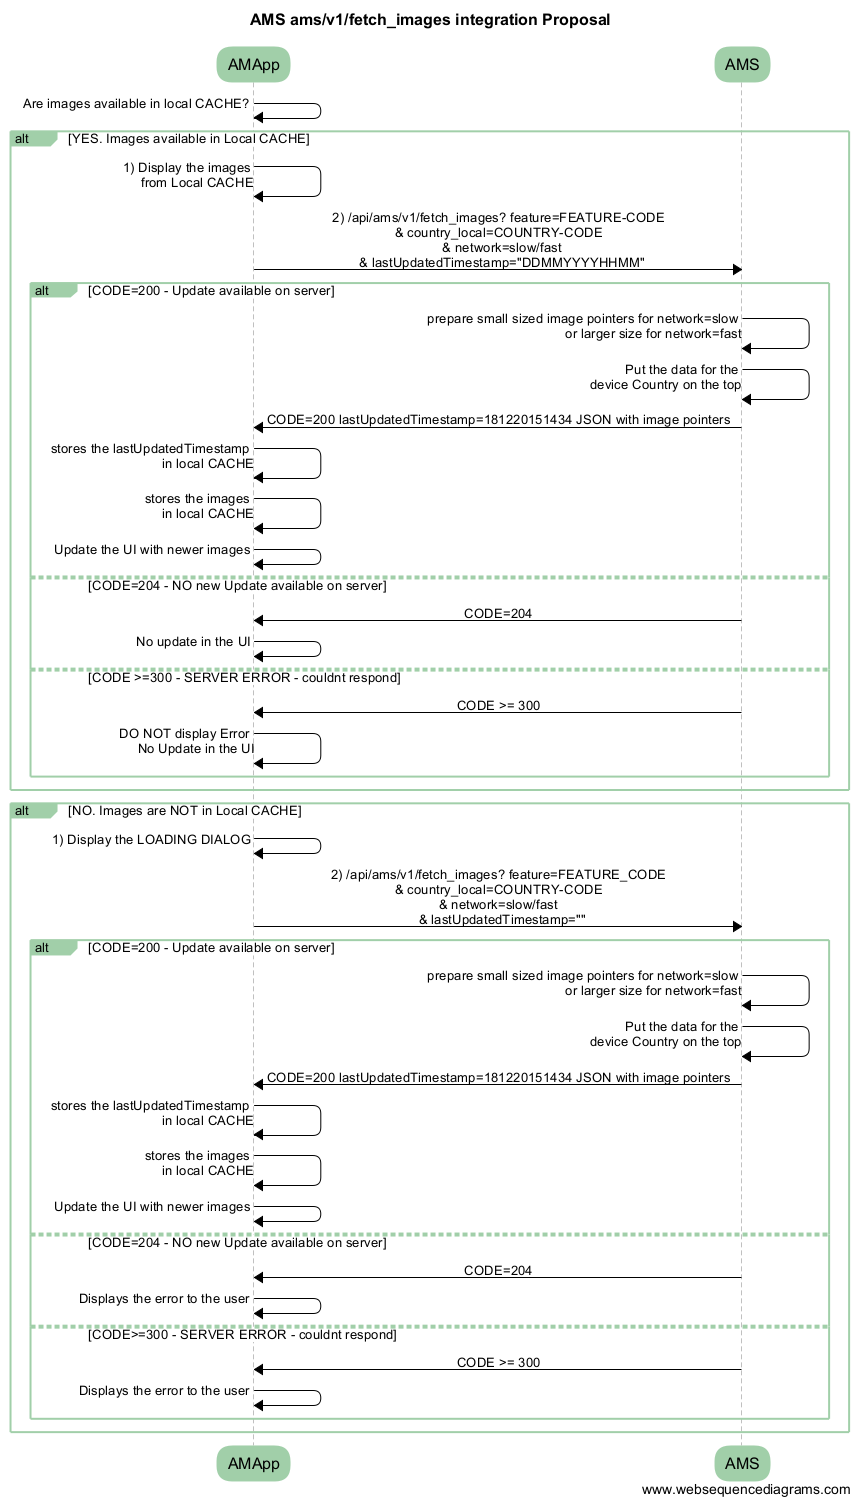 AMS ams/v1/fetch_images integration Proposal
AMApp
AMS
Are images available in local CACHE?
alt
[YES. Images available in Local CACHE]
1) Display the images
from Local CACHE
2) /api/ams/v1/fetch_images? feature=FEATURE-CODE
& country_local=COUNTRY-CODE
& network=slow/fast
& lastUpdatedTimestamp="DDMMYYYYHHMM"
alt
[CODE=200 - Update available on server]
prepare small sized image pointers for network=slow
or larger size for network=fast
Put the data for the
device Country on the top
CODE=200 lastUpdatedTimestamp=181220151434 JSON with image pointers
stores the lastUpdatedTimestamp
in local CACHE
stores the images
in local CACHE
Update the UI with newer images
[CODE=204 - NO new Update available on server]
CODE=204
No update in the UI
[CODE >=300 - SERVER ERROR - couldnt respond]
CODE >= 300
DO NOT display Error
No Update in the UI
alt
[NO. Images are NOT in Local CACHE]
1) Display the LOADING DIALOG
2) /api/ams/v1/fetch_images? feature=FEATURE_CODE
& country_local=COUNTRY-CODE
& network=slow/fast
& lastUpdatedTimestamp=""
alt
[CODE=200 - Update available on server]
prepare small sized image pointers for network=slow
or larger size for network=fast
Put the data for the
device Country on the top
CODE=200 lastUpdatedTimestamp=181220151434 JSON with image pointers
stores the lastUpdatedTimestamp
in local CACHE
stores the images
in local CACHE
Update the UI with newer images
[CODE=204 - NO new Update available on server]
CODE=204
Displays the error to the user
[CODE>=300 - SERVER ERROR - couldnt respond]
CODE >= 300
Displays the error to the user
AMApp
AMS
www.websequencediagrams.com